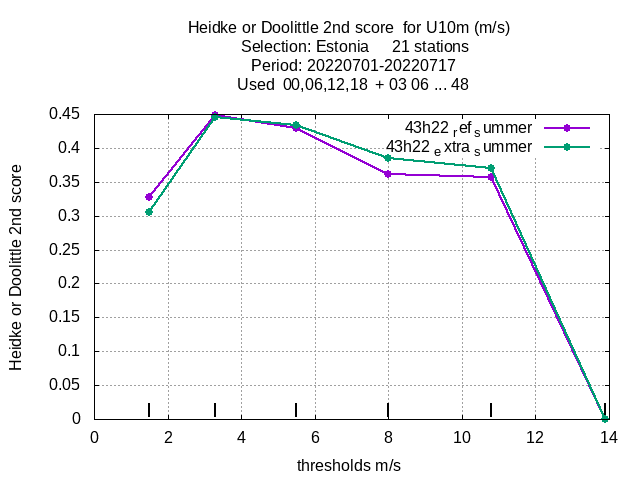 Heidke or Doolittle 2nd score  for U10m (m/s)
Selection: Estonia     21 stations
Period: 20220701-20220717
Used  00,06,12,18  + 03 06 ... 48
43h22 ref summer
43h22 extra summer
Heidke or Doolittle 2nd score
0.45
0.4
0.35
0.3
0.25
0.2
0.15
0.1
0.05
0
0 2 4 6 8 10 12 14
thresholds m/s